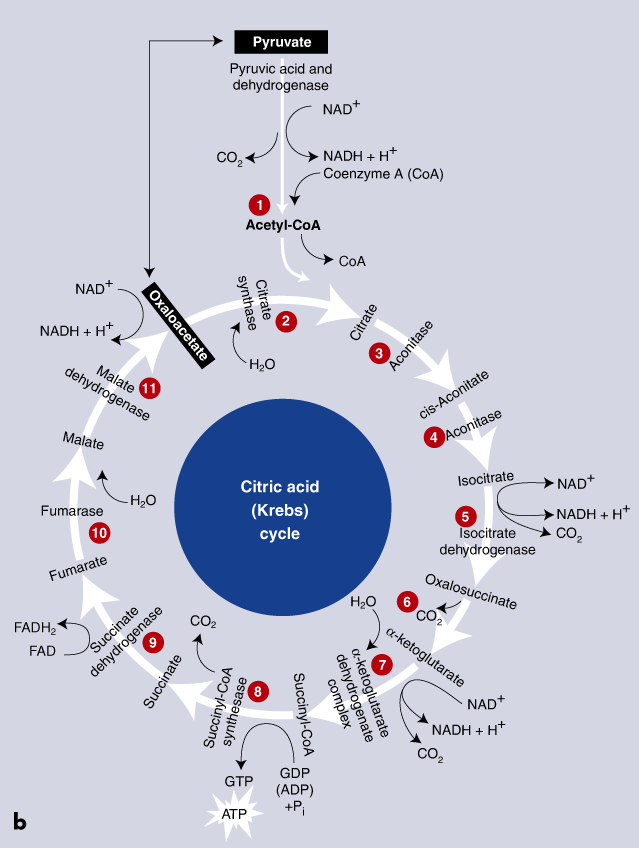 Pyruvate
Pyruvic acid and
dehydrogenase
NAD+
CO2
NADH + H+
Coenzyme A (CoA)
1
Acetyl-CoA
CoA
NAD+
Oxaloacetate
NADH + H+
Citrate
synthase
2
H2O
Citrate
3
Aconitase
cis-Aconitate
4
Aconitase
Isocitrate
NAD+
NADH + H+
CO2
5
Isocitrate
dehydrogenase
Oxalosuccinate
6
CO2
α-ketoglutarate
NAD+
NADH + H+
CO2
H2O
7
α-ketoglutarate
dehydrogenate
complex
Succinyl-CoA
GDP
(ADP)
+Pi
GTP
ATP
8
Succinyl-CoA
synthesase
CO2
Succinate
9
Succinate
dehydrogenase
FADH2
FAD
Fumarate
10
Fumarase
H2O
Malate
11
Malate
dehydrogenase
Citric acid
(Krebs)
cycle
b